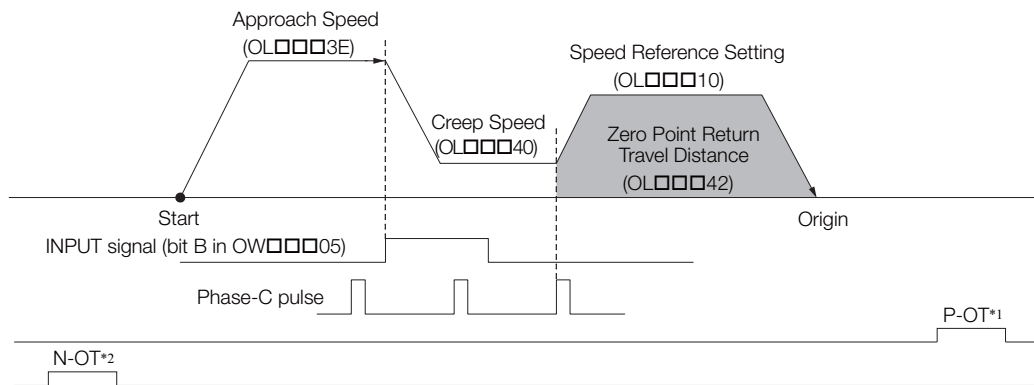 Approach Speed
(OL□□□3E)
Speed Reference Setting
(OL□□□10)
Creep Speed
(OL□□□40)
Zero Point Return
Travel Distance
(OL□□□42)
Start
Origin
INPUT signal (bit B in OW□□□05)
Phase-C pulse
P-OT*1
N-OT*2